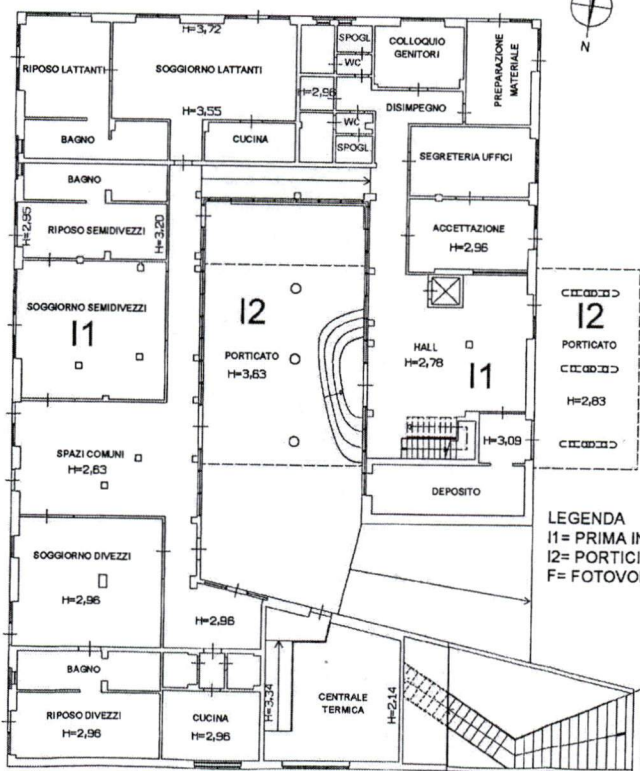 N
H=3,72
SPOGL
COLLOQUIO
GENITORI
PREPARAZIONE
MATERIALE
RIPOSO LATTANTI
SOGGIORNO LATTANTI
WC
H=2,96
H=3,55
DISIMPEGNO
BAGNO
CUCINA
WC
SPOGL
SEGRETERIA UFFICI
BAGNO
H=2,95
RIPOSO SEMIDIVEZZI
H=3,20
ACCETTAZIONE
H=2,96
SOGGIORNO SEMIDIVEZZI
I1
I2
PORTICATO
H=3,63
HALL
H=2,78
I1
I2
PORTICATO
H=2,83
H=3,09
SPAZI COMUNI
H=2,63
DEPOSITO
LEGENDA
I1= PRIMA IN
I2= PORTICI
F= FOTOVO
SOGGIORNO DIVEZZI
H=2,96
H=2,96
BAGNO
RIPOSO DIVEZZI
H=2,96
CUCINA
H=2,96
H=3,34
CENTRALE
TERMICA
H=2,14